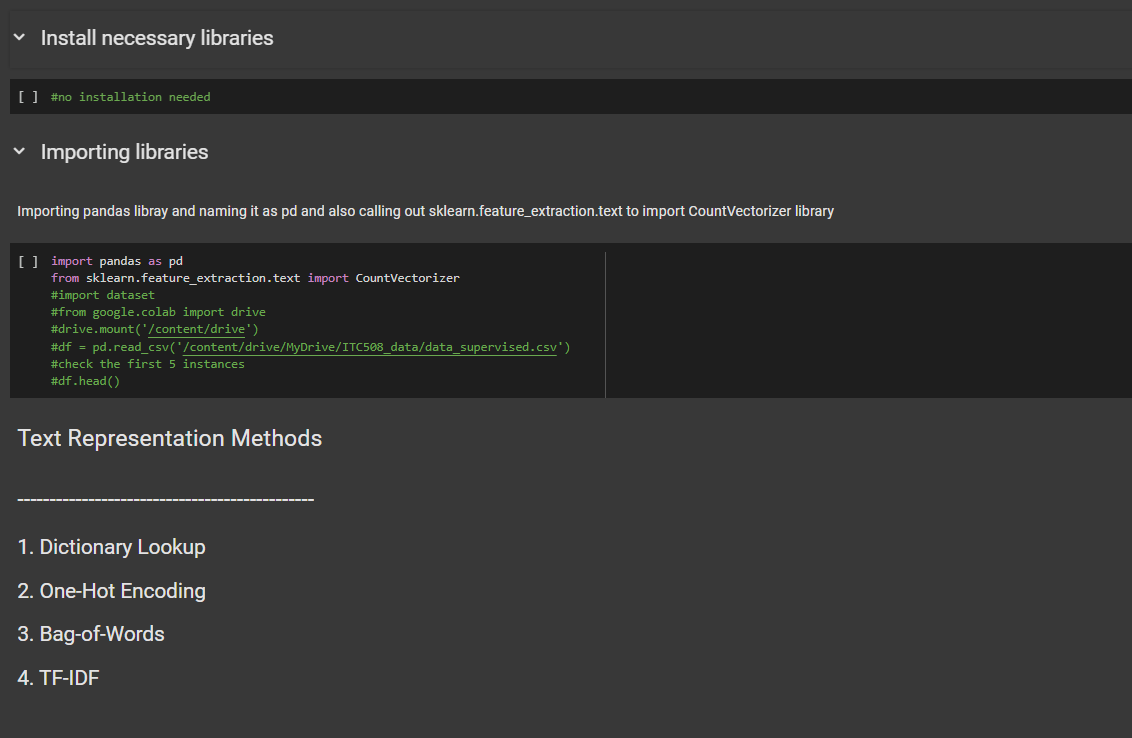 Install necessary libraries
[ ] #no installation needed
Importing libraries
Importing pandas libray and naming it as pd and also calling out sklearn.feature_extraction.text to import CountVectorizer library
[ ] import pandas as pd
from sklearn.feature_extraction.text import CountVectorizer
#import dataset
#from google.colab import drive
#drive.mount('/content/drive')
#df = pd.read_csv('/content/drive/MyDrive/ITC508_data/data_supervised.csv')
#check the first 5 instances
#df.head()
Text Representation Methods
----------------------------------------------
1. Dictionary Lookup
2. One-Hot Encoding
3. Bag-of-Words
4. TF-IDF